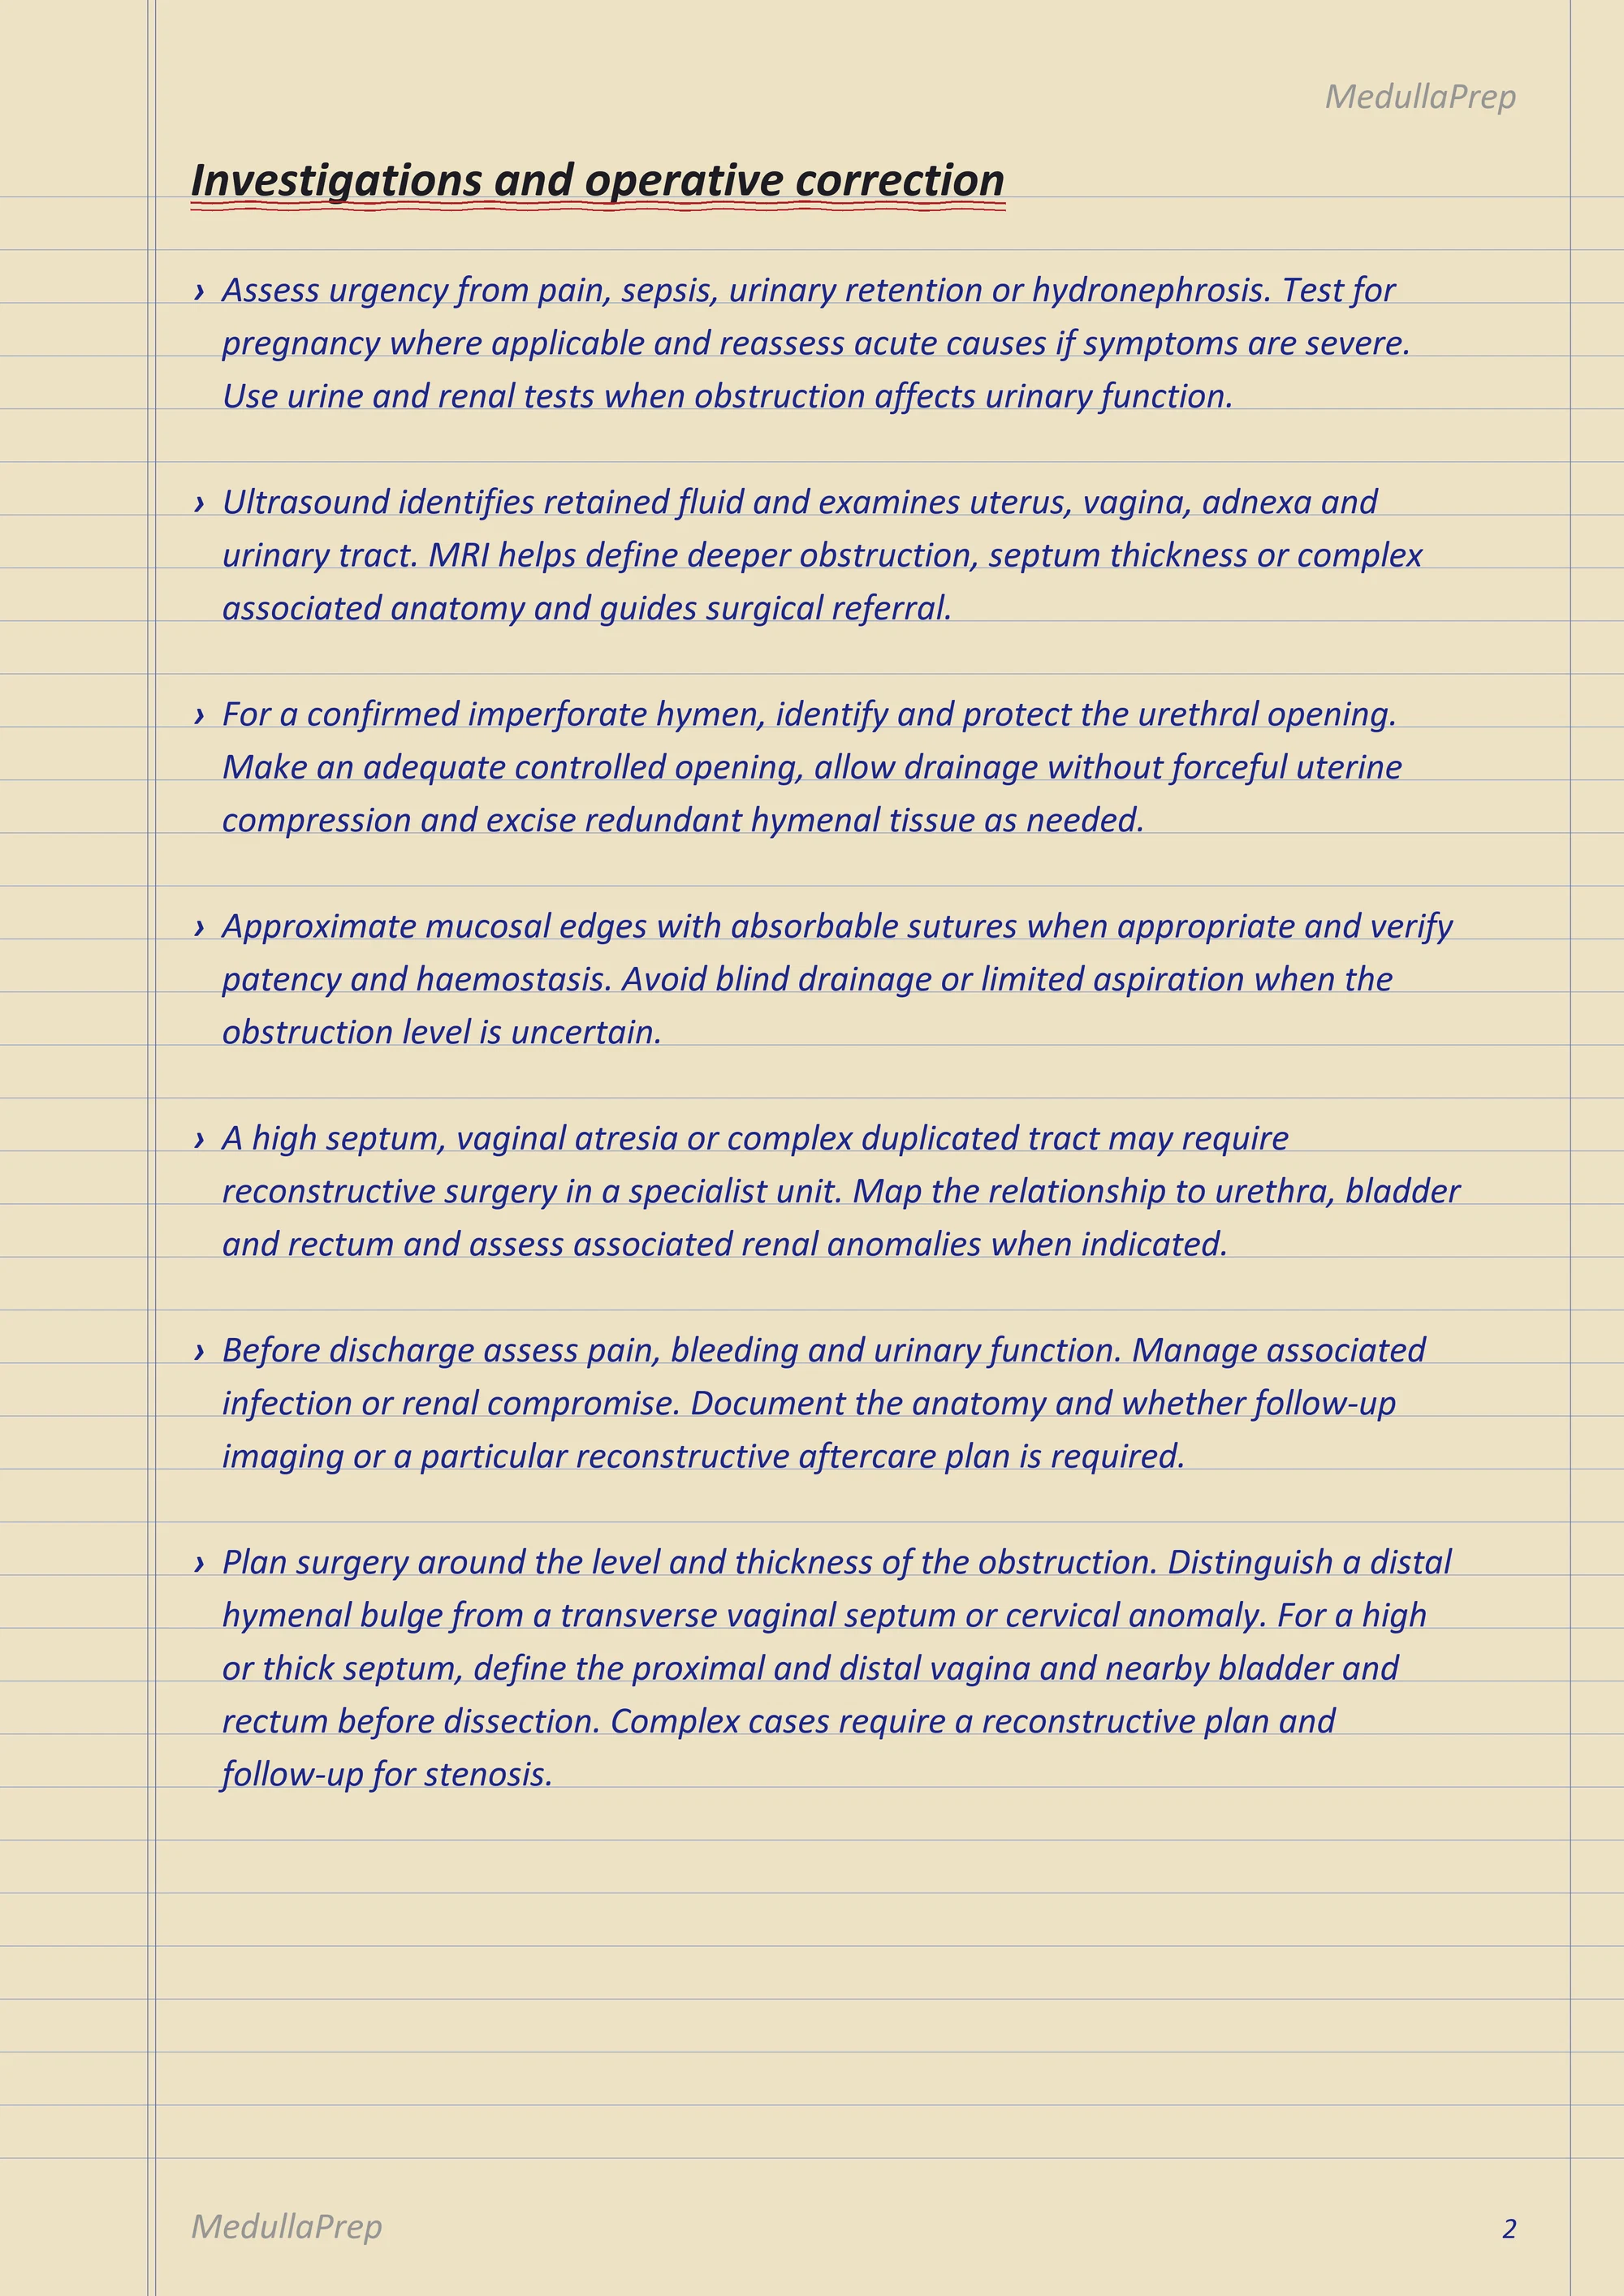 MedullaPrep
Investigations and operative correction
› Assess urgency from pain, sepsis, urinary retention or hydronephrosis. Test for
pregnancy where applicable and reassess acute causes if symptoms are severe.
Use urine and renal tests when obstruction affects urinary function.
› Ultrasound identifies retained fluid and examines uterus, vagina, adnexa and
urinary tract. MRI helps define deeper obstruction, septum thickness or complex
associated anatomy and guides surgical referral.
› For a confirmed imperforate hymen, identify and protect the urethral opening.
Make an adequate controlled opening, allow drainage without forceful uterine
compression and excise redundant hymenal tissue as needed.
› Approximate mucosal edges with absorbable sutures when appropriate and verify
patency and haemostasis. Avoid blind drainage or limited aspiration when the
obstruction level is uncertain.
› A high septum, vaginal atresia or complex duplicated tract may require
reconstructive surgery in a specialist unit. Map the relationship to urethra, bladder
and rectum and assess associated renal anomalies when indicated.
› Before discharge assess pain, bleeding and urinary function. Manage associated
infection or renal compromise. Document the anatomy and whether follow-up
imaging or a particular reconstructive aftercare plan is required.
› Plan surgery around the level and thickness of the obstruction. Distinguish a distal
hymenal bulge from a transverse vaginal septum or cervical anomaly. For a high
or thick septum, define the proximal and distal vagina and nearby bladder and
rectum before dissection. Complex cases require a reconstructive plan and
follow-up for stenosis.
MedullaPrep
2